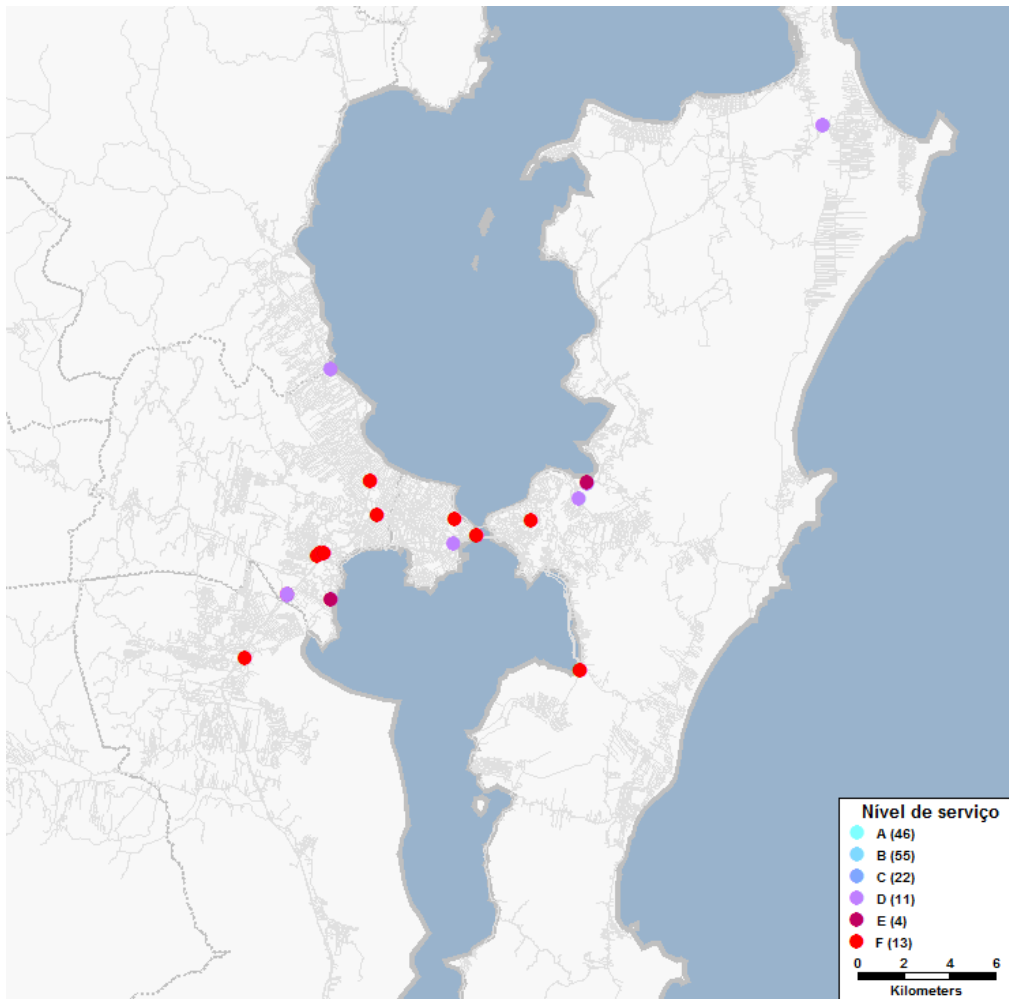 Nível de serviço
A (46)
B (55)
C (22)
D (11)
E (4)
F (13)
0 2 4 6
Kilometers